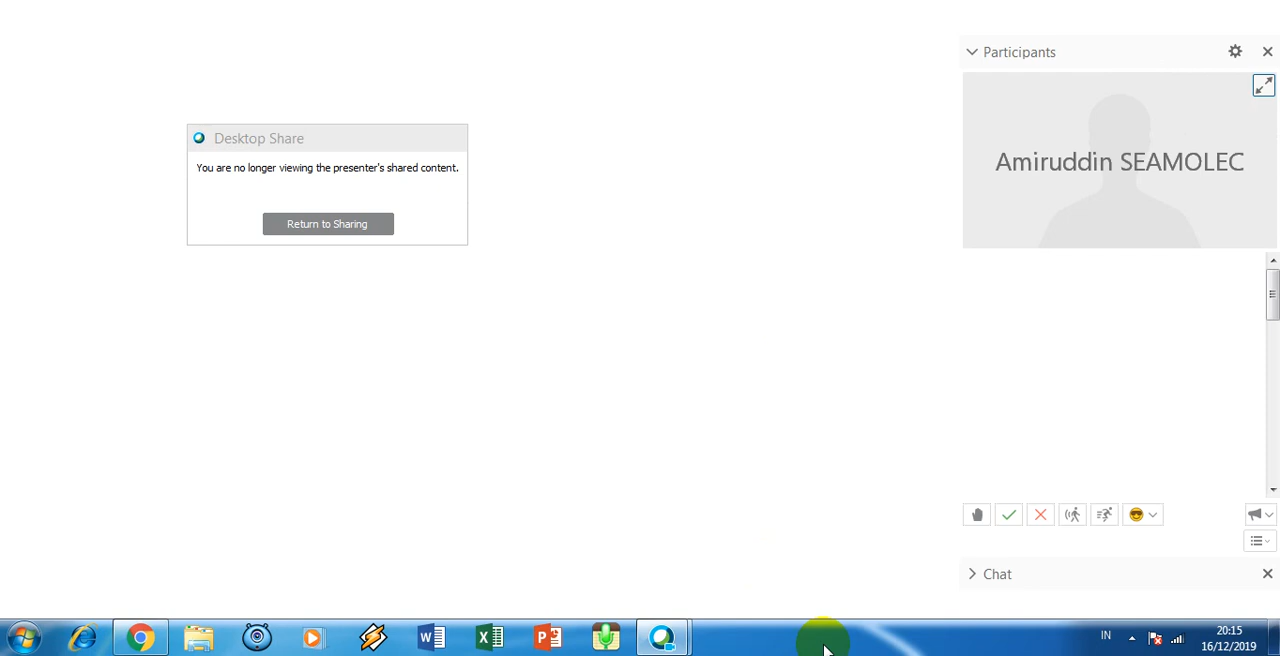 Participants
Desktop Share
You are no longer viewing the presenter's shared content.
Amiruddin SEAMOLEC
Return to Sharing
Chat
IN
20:15
16/12/2019